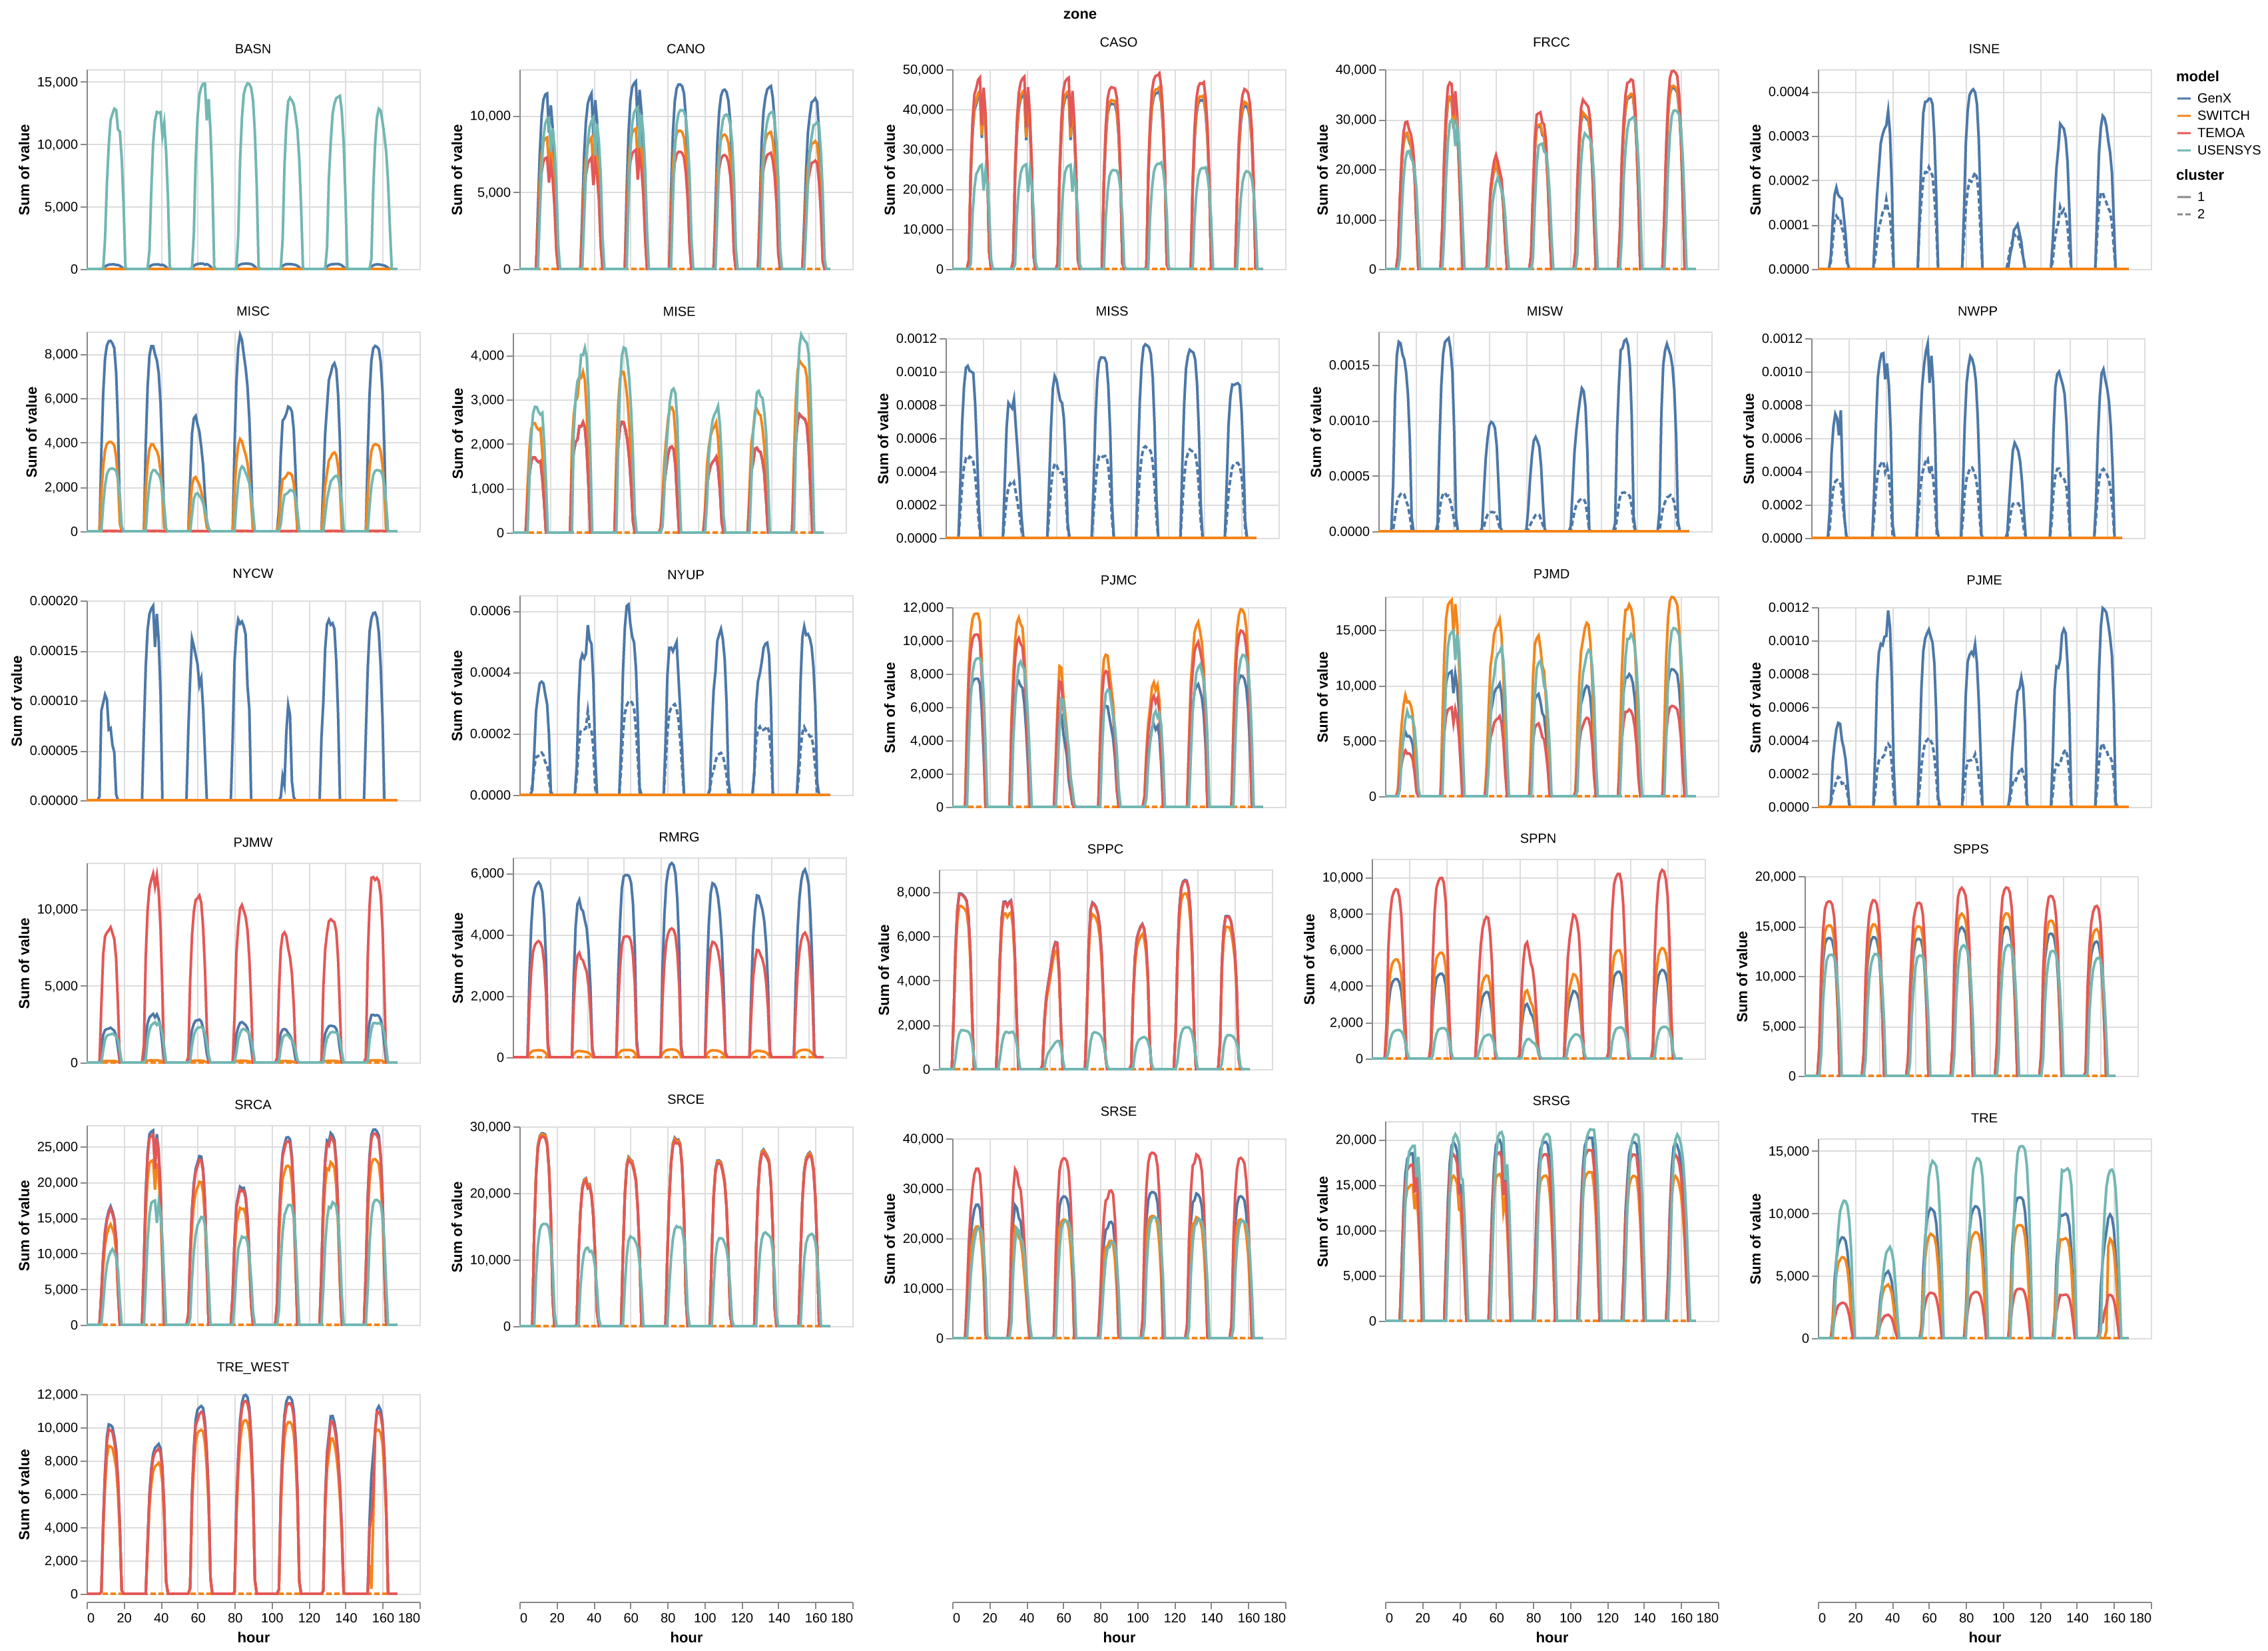 zone
BASN
CANO
CASO
FRCC
ISNE
model
GenX
SWITCH
TEMOA
USENSYS
cluster
1
2
15,000
10,000
5,000
0
Sum of value
10,000
5,000
0
Sum of value
50,000
40,000
30,000
20,000
10,000
0
Sum of value
40,000
30,000
20,000
10,000
0
Sum of value
0.0004
0.0003
0.0002
0.0001
0.0000
Sum of value
MISC
MISE
MISS
MISW
NWPP
8,000
6,000
4,000
2,000
0
Sum of value
4,000
3,000
2,000
1,000
0
Sum of value
0.0012
0.0010
0.0008
0.0006
0.0004
0.0002
0.0000
Sum of value
0.0015
0.0010
0.0005
0.0000
Sum of value
0.0012
0.0010
0.0008
0.0006
0.0004
0.0002
0.0000
Sum of value
NYCW
NYUP
PJMC
PJMD
PJME
0.00020
0.00015
0.00010
0.00005
0.00000
Sum of value
0.0006
0.0004
0.0002
0.0000
Sum of value
12,000
10,000
8,000
6,000
4,000
2,000
0
Sum of value
15,000
10,000
5,000
0
Sum of value
0.0012
0.0010
0.0008
0.0006
0.0004
0.0002
0.0000
Sum of value
PJMW
RMRG
SPPC
SPPN
SPPS
10,000
5,000
0
Sum of value
6,000
4,000
2,000
0
Sum of value
8,000
6,000
4,000
2,000
0
Sum of value
10,000
8,000
6,000
4,000
2,000
0
Sum of value
20,000
15,000
10,000
5,000
0
Sum of value
SRCA
SRCE
SRSE
SRSG
TRE
25,000
20,000
15,000
10,000
5,000
0
Sum of value
30,000
20,000
10,000
0
Sum of value
40,000
30,000
20,000
10,000
0
Sum of value
20,000
15,000
10,000
5,000
0
Sum of value
15,000
10,000
5,000
0
Sum of value
TRE_WEST
12,000
10,000
8,000
6,000
4,000
2,000
0
Sum of value
0 20 40 60 80 100 120 140 160 180
hour
0 20 40 60 80 100 120 140 160 180
hour
0 20 40 60 80 100 120 140 160 180
hour
0 20 40 60 80 100 120 140 160 180
hour
0 20 40 60 80 100 120 140 160 180
hour